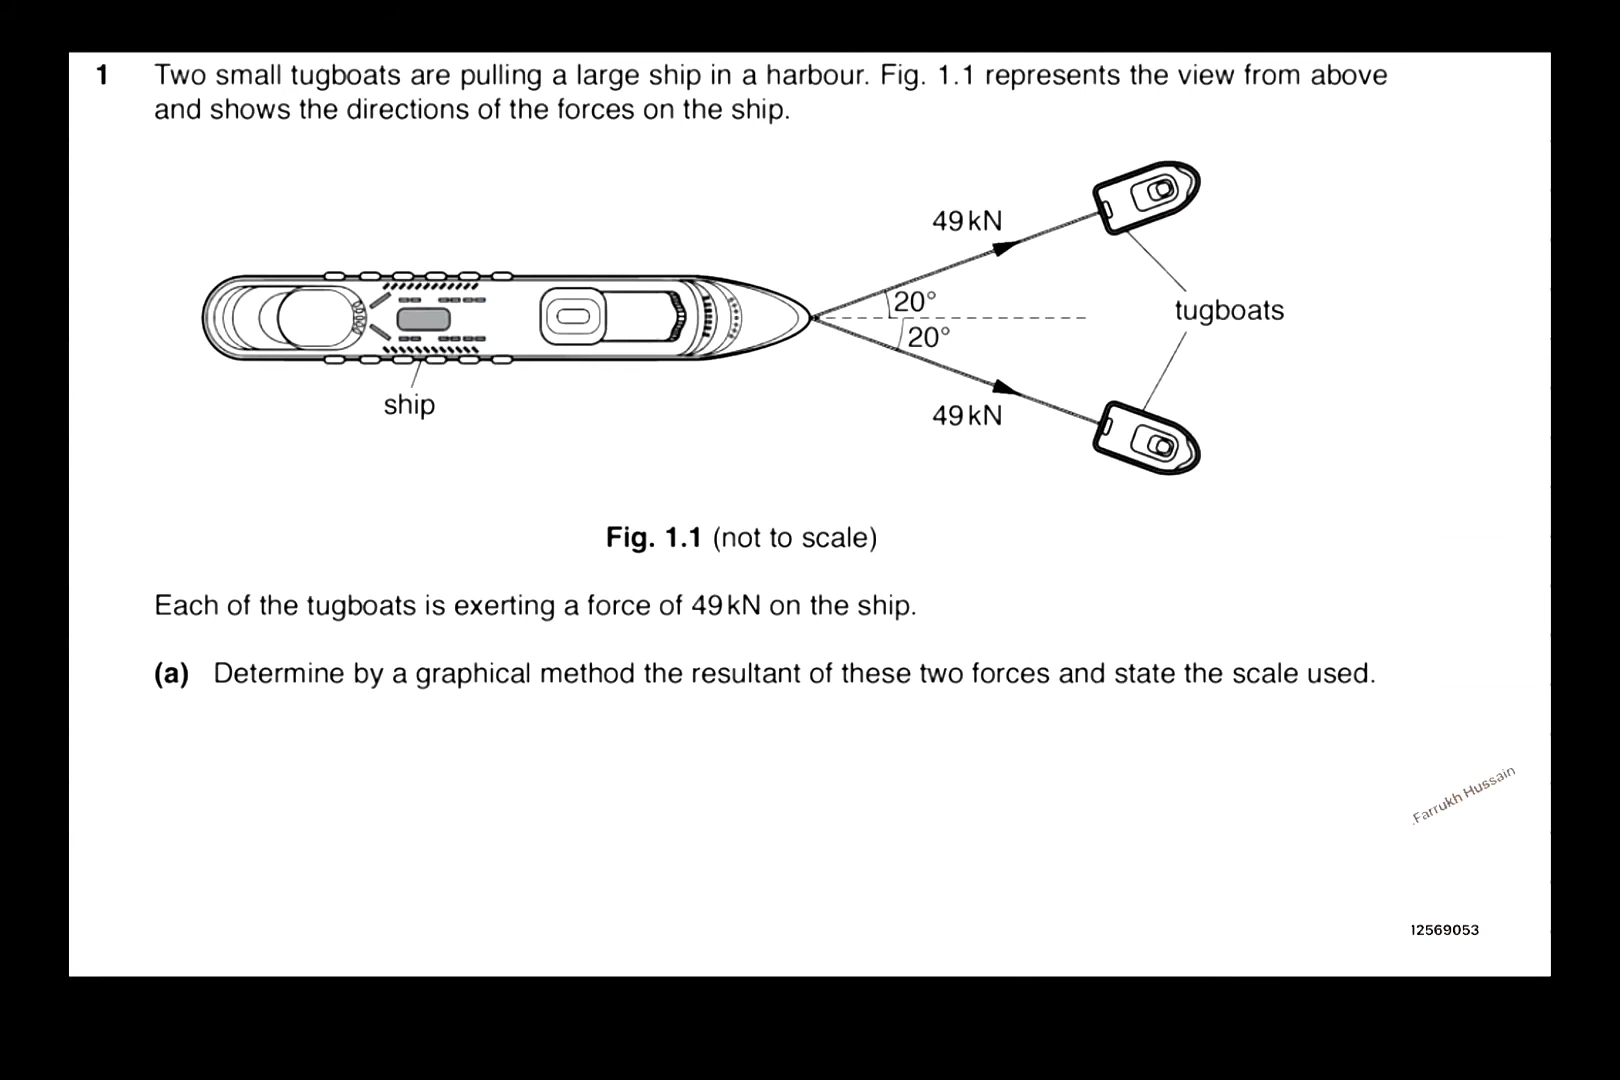 1 Two small tugboats are pulling a large ship in a harbour. Fig. 1.1 represents the view from above
and shows the directions of the forces on the ship.
49 kN
20°
tugboats
20°
ship
49 kN
Fig. 1.1 (not to scale)
Each of the tugboats is exerting a force of 49 kN on the ship.
(a) Determine by a graphical method the resultant of these two forces and state the scale used.
.Farrukh Hussain
12569053